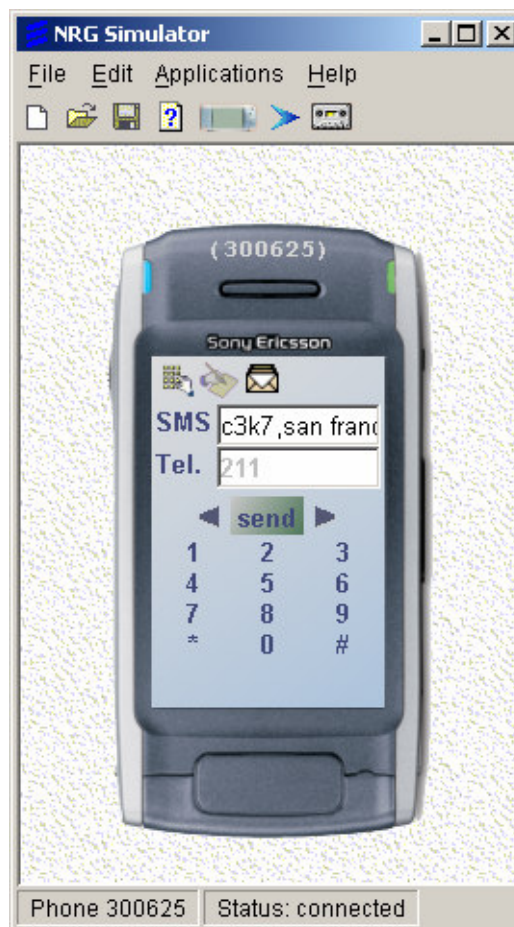 NRG Simulator
File Edit Applications Help
(300625)
Sony Ericsson
SMS c3k7,san franc
Tel. 211
send
1 2 3
4 5 6
7 8 9
* 0 #
Phone 300625 Status: connected